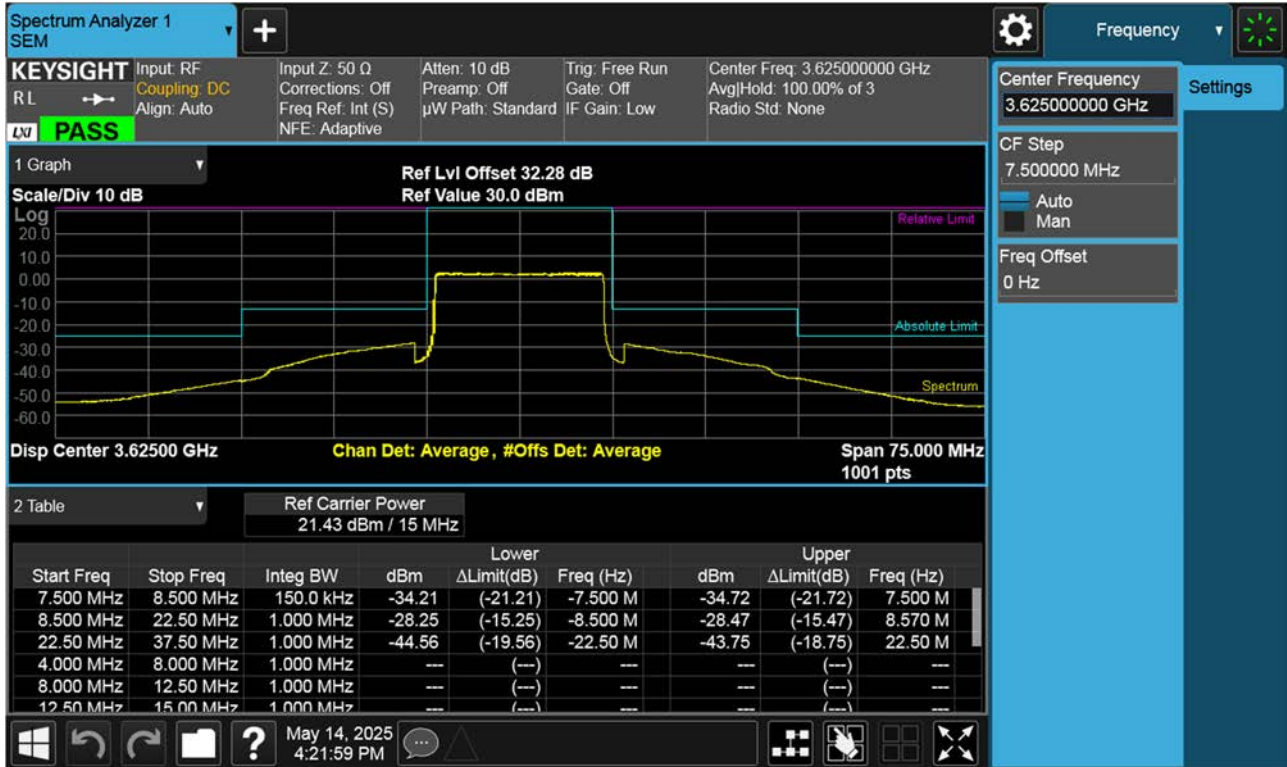 Spectrum Analyzer 1
SEM
Frequency
KEYSIGHT
RL
LXI
PASS
Input: RF
Coupling: DC
Align: Auto
Input Z: 50 Ω
Corrections: Off
Freq Ref: Int (S)
NFE: Adaptive
Atten: 10 dB
Preamp: Off
µW Path: Standard
Trig: Free Run
Gate: Off
IF Gain: Low
Center Freq: 3.625000000 GHz
Avg|Hold: 100.00% of 3
Radio Std: None
Center Frequency
3.625000000 GHz
Settings
CF Step
7.500000 MHz
Auto
Man
Freq Offset
0 Hz
1 Graph
Ref Lvl Offset 32.28 dB
Scale/Div 10 dB
Ref Value 30.0 dBm
Log
Relative Limit
20.0
10.0
0.00
-10.0
-20.0
Absolute Limit
-30.0
-40.0
Spectrum
-50.0
-60.0
Disp Center 3.62500 GHz
Chan Det: Average, #Offs Det: Average
Span 75.000 MHz
1001 pts
2 Table
Ref Carrier Power
21.43 dBm / 15 MHz
Lower Upper
Start Freq Stop Freq Integ BW dBm ΔLimit(dB) Freq (Hz) dBm ΔLimit(dB) Freq (Hz)
7.500 MHz 8.500 MHz 150.0 kHz -34.21 (-21.21) -7.500 M -34.72 (-21.72) 7.500 M
8.500 MHz 22.50 MHz 1.000 MHz -28.25 (-15.25) -8.500 M -28.47 (-15.47) 8.570 M
22.50 MHz 37.50 MHz 1.000 MHz -44.56 (-19.56) -22.50 M -43.75 (-18.75) 22.50 M
4.000 MHz 8.000 MHz 1.000 MHz --- (---) --- --- (---) ---
8.000 MHz 12.50 MHz 1.000 MHz --- (---) --- --- (---) ---
12.50 MHz 15.00 MHz 1.000 MHz --- (---) --- --- (---) ---
May 14, 2025
4:21:59 PM